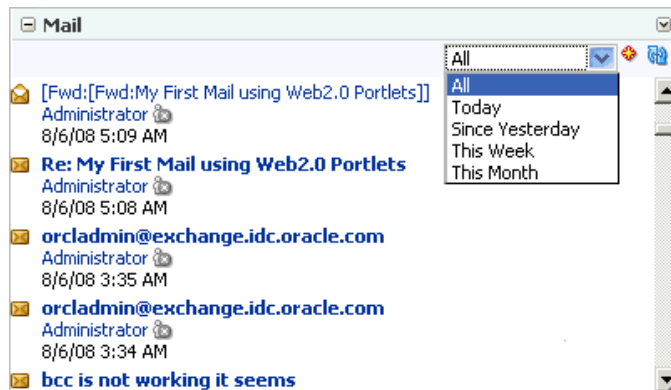 Mail
All
All
Today
Since Yesterday
This Week
This Month
[Fwd:[Fwd:My First Mail using Web2.0 Portlets]]
Administrator
8/6/08 5:09 AM
Re: My First Mail using Web2.0 Portlets
Administrator
8/6/08 5:08 AM
orcladmin@exchange.idc.oracle.com
Administrator
8/6/08 3:35 AM
orcladmin@exchange.idc.oracle.com
Administrator
8/6/08 3:34 AM
bcc is not working it seems